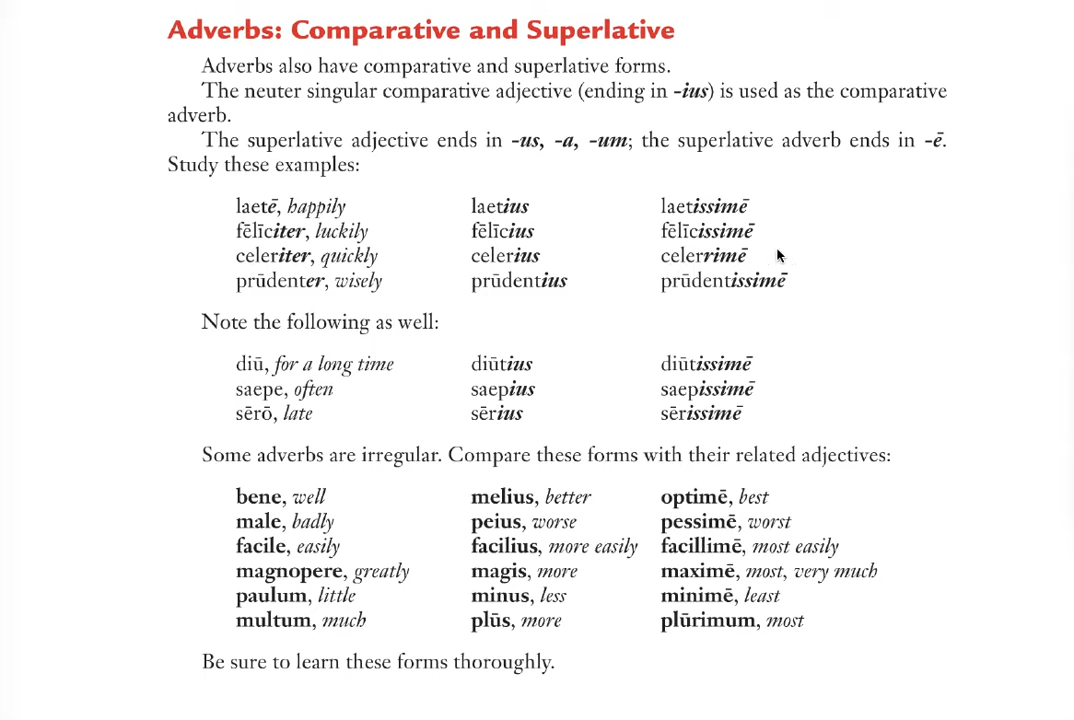 Adverbs: Comparative and Superlative
Adverbs also have comparative and superlative forms.
The neuter singular comparative adjective (ending in -ius) is used as the comparative
adverb.
The superlative adjective ends in -us, -a, -um; the superlative adverb ends in -ē.
Study these examples:
laetē, happily laetius laetissimē
fēlīciter, luckily fēlīcius fēlīcissimē
celeriter, quickly celerius celerrimē
prūdenter, wisely prūdentius prūdentissimē
Note the following as well:
diū, for a long time diūtius diūtissimē
saepe, often saepius saepissimē
sērō, late sērius sērissimē
Some adverbs are irregular. Compare these forms with their related adjectives:
bene, well melius, better optimē, best
male, badly peius, worse pessimē, worst
facile, easily facilius, more easily facillimē, most easily
magnopere, greatly magis, more maximē, most, very much
paulum, little minus, less minimē, least
multum, much plūs, more plūrimum, most
Be sure to learn these forms thoroughly.